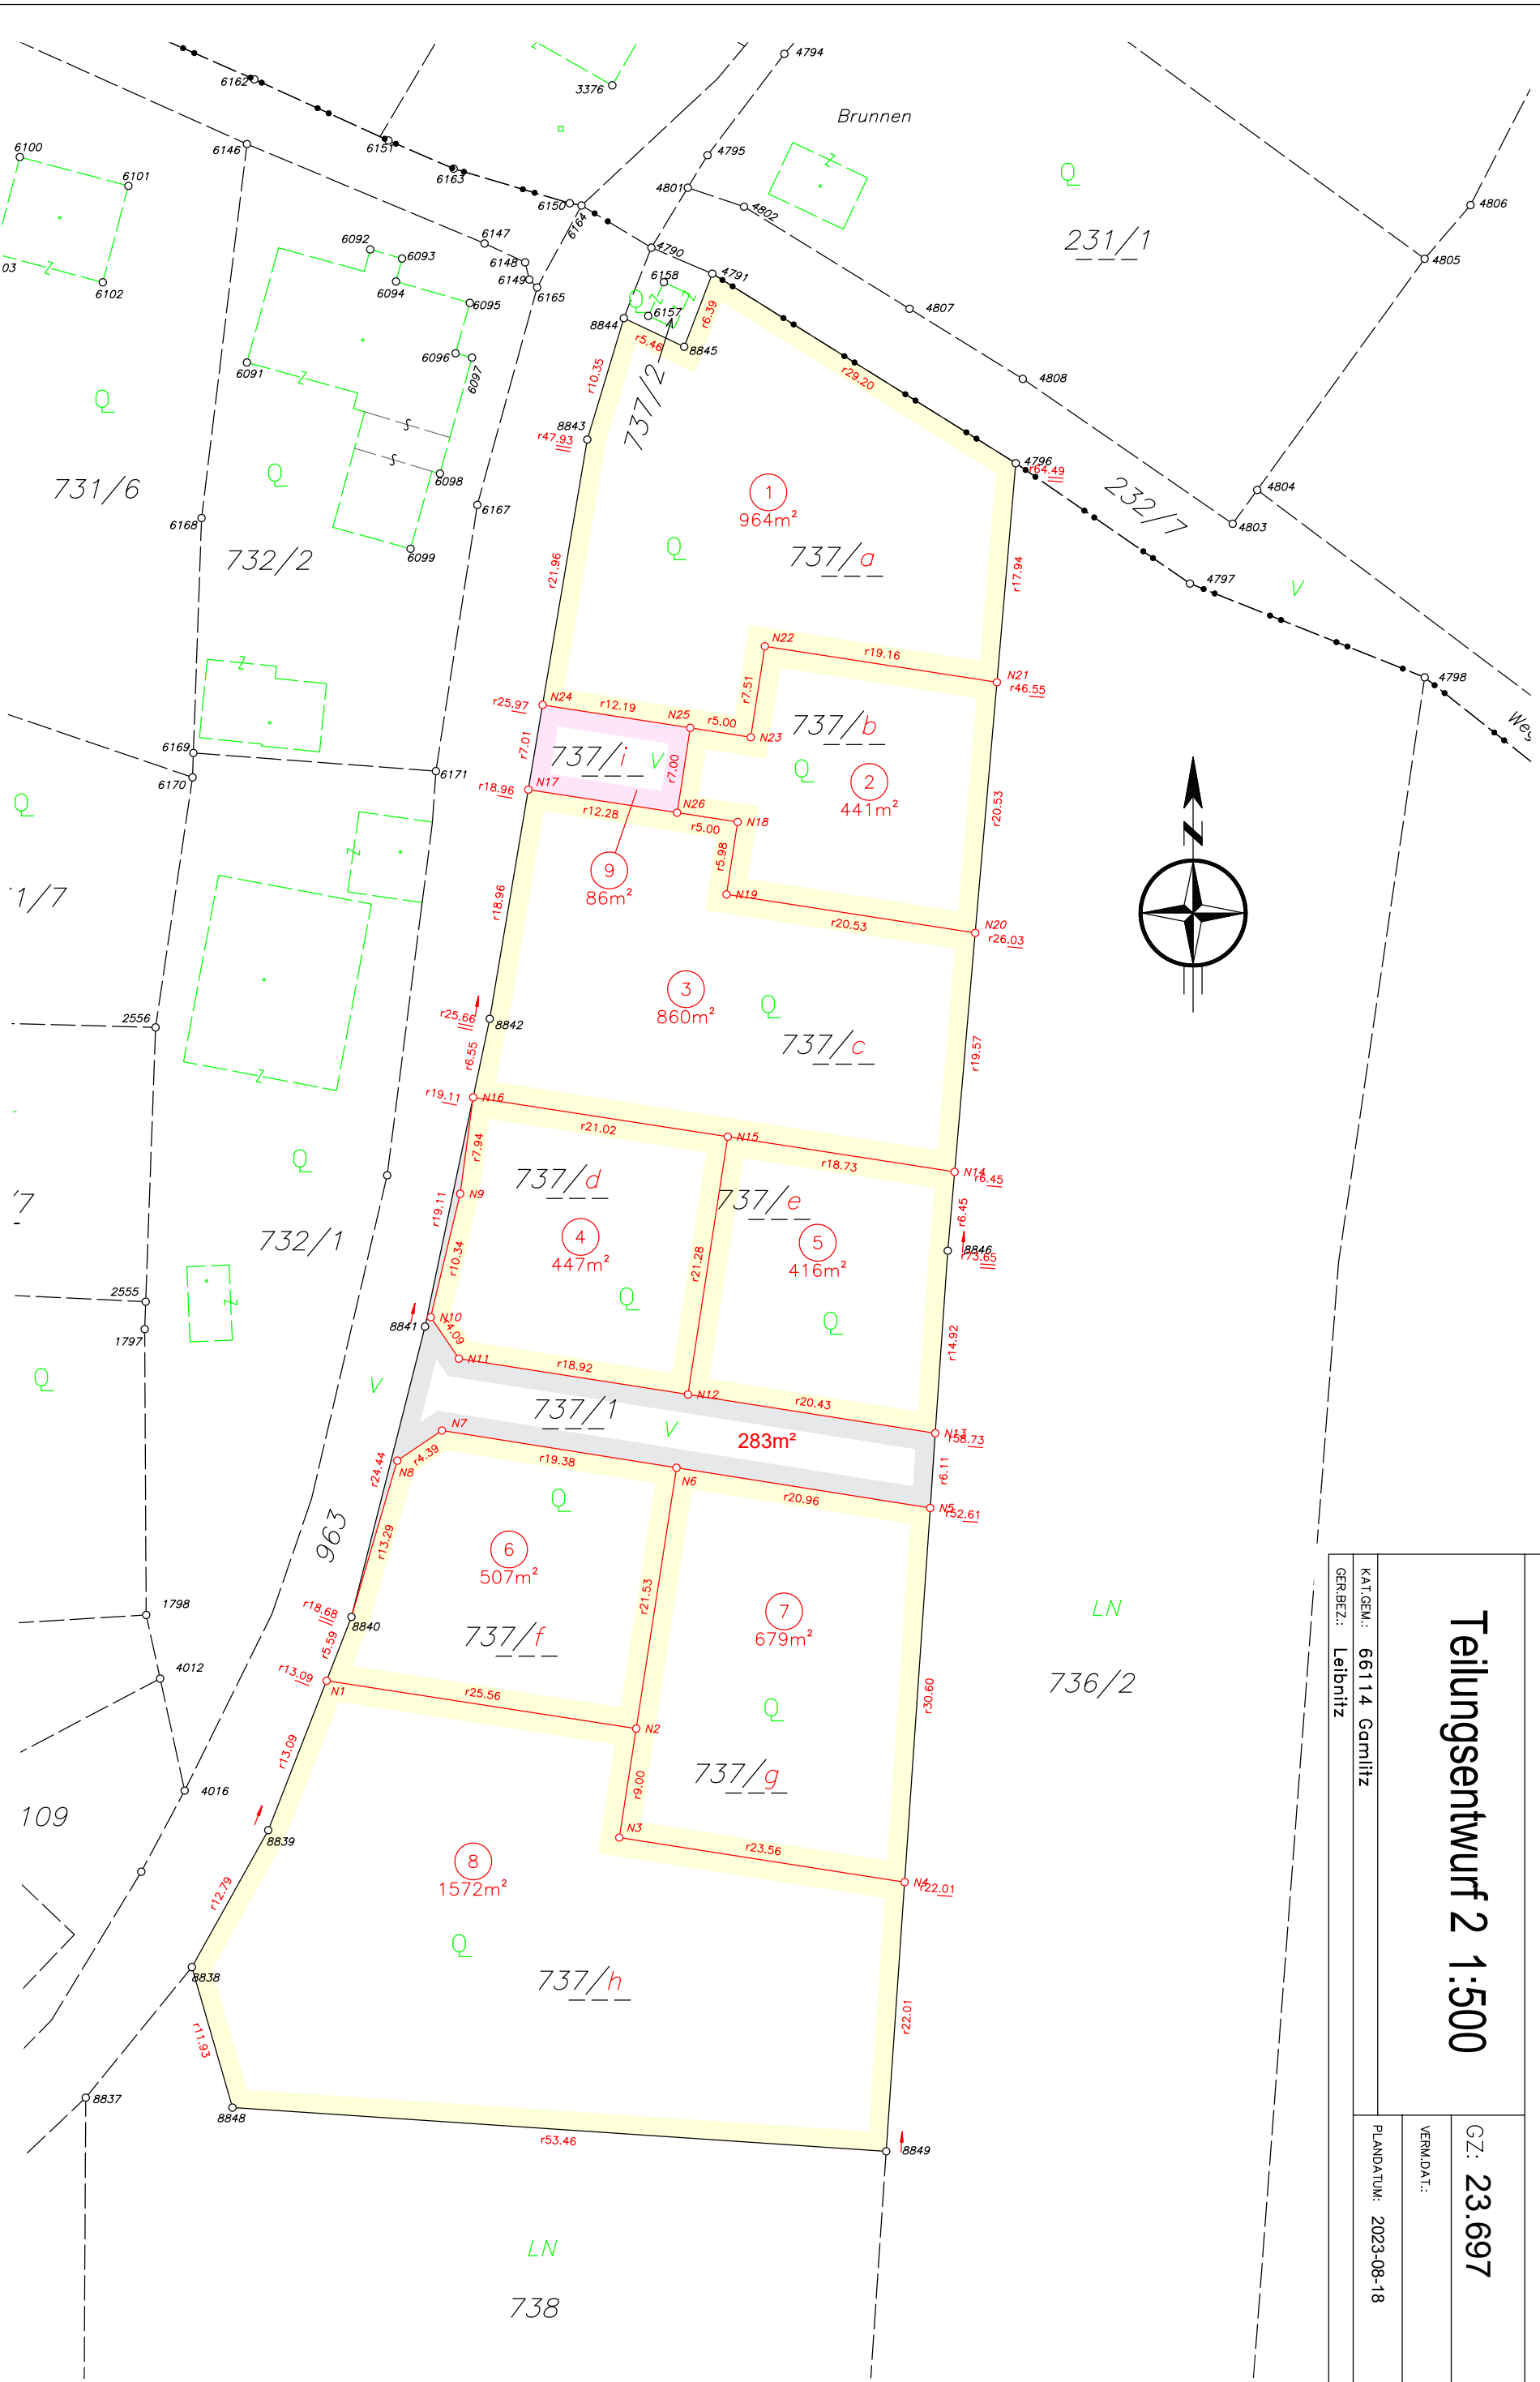 4794
6162
3376
Brunnen
6151
6146
6163
4795
6100
6101
4801
6150
6164
4802
4806
231/1
6147
4790
6092
6093
6148
4791
4805
03
6102
6094
6149
6165
6158
6095
6157
4807
8844
r6.39
r5.46
8845
6096
6097
6091
r10.35
r29.20
4808
737/2
8843
r47.93
4796
r64.49
6098
731/6
1
964m²
4804
232/7
6167
4803
6168
737/a
732/2
6099
r21.96
r17.94
4797
V
N22
r19.16
N21
r46.55
4798
N24
r25.97
r12.19
N25
r7.51
r5.00
N23
737/b
Weg
6169
737/i
V
r7.01
r7.00
6170
6171
N17
r18.96
2
441m²
r12.28
N26
r5.00
N18
r20.53
N
r5.98
9
86m²
N19
1/7
r18.96
r20.53
N20
r26.03
3
860m²
r25.66
8842
2556
737/c
r6.55
r19.57
r19.11
N16
r21.02
N15
r7.94
r18.73
N14
r6.45
737/d
N9
737/e
/7
r19.11
r6.45
732/1
4
447m²
5
416m²
8846
r73.65
r10.34
r21.28
2555
N10
8841
1797
r4.09
N11
r18.92
r14.92
V
N12
r20.43
737/1
N7
V
283m²
N13
r58.73
r24.44
r4.39
N8
r19.38
r6.11
N6
r20.96
N5
r52.61
963
r13.29
6
507m²
r21.53
7
679m²
1798
r18.68
8840
LN
737/f
r5.59
4012
r13.09
N1
736/2
r25.56
r30.60
N2
r13.09
737/g
r9.00
4016
109
8839
N3
r23.56
8
1572m²
N4
r22.01
r12.79
8838
737/h
r11.93
r22.01
8837
8848
r53.46
8849
LN
738
Teilungsentwurf 2 1:500
KAT.GEM.: 66114 Gamlitz
GER.BEZ.: Leibnitz
GZ: 23.697
VERM.DAT.:
PLANDATUM: 2023-08-18